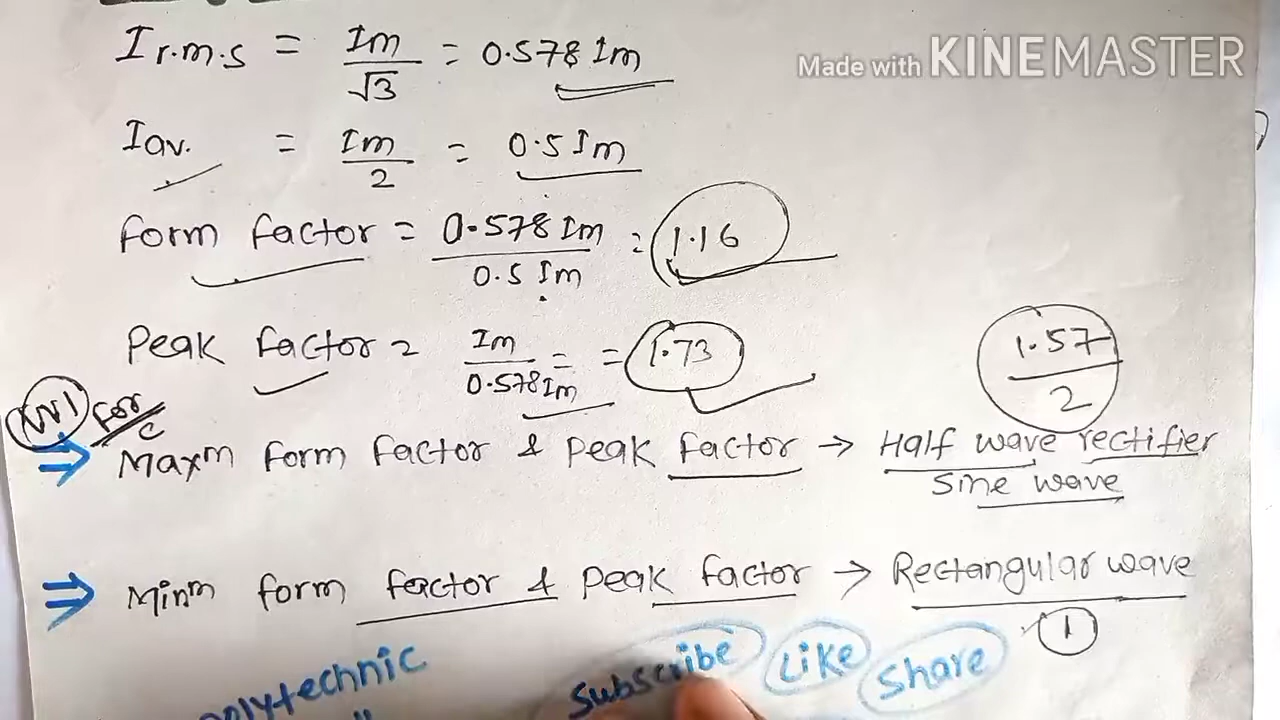 Ir.m.s = Im/√3 = 0.578 Im
Made with KINEMASTER
Iav. = Im/2 = 0.5 Im
form factor = 0.578 Im/0.5 Im = 1.16
Peak factor = Im/0.578 Im = = 1.73
1.57/2
for c
Maxm form factor & Peak factor → Half wave rectifier
Sine wave
Minm form factor & Peak factor → Rectangular wave
1
Polytechnic
Subscribe Like Share